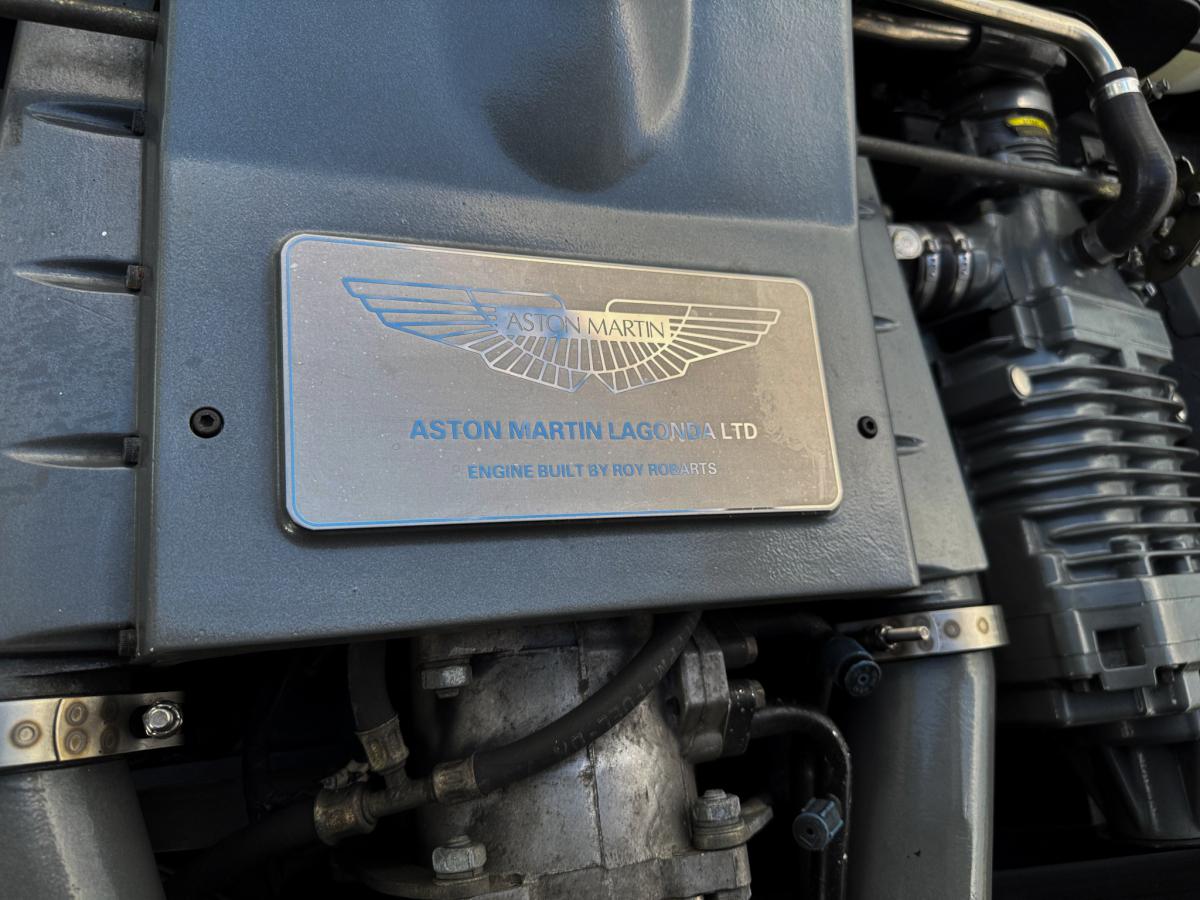 ASTON MARTIN
ASTON MARTIN LAGONDA LTD
ENGINE BUILT BY ROY ROBARTS